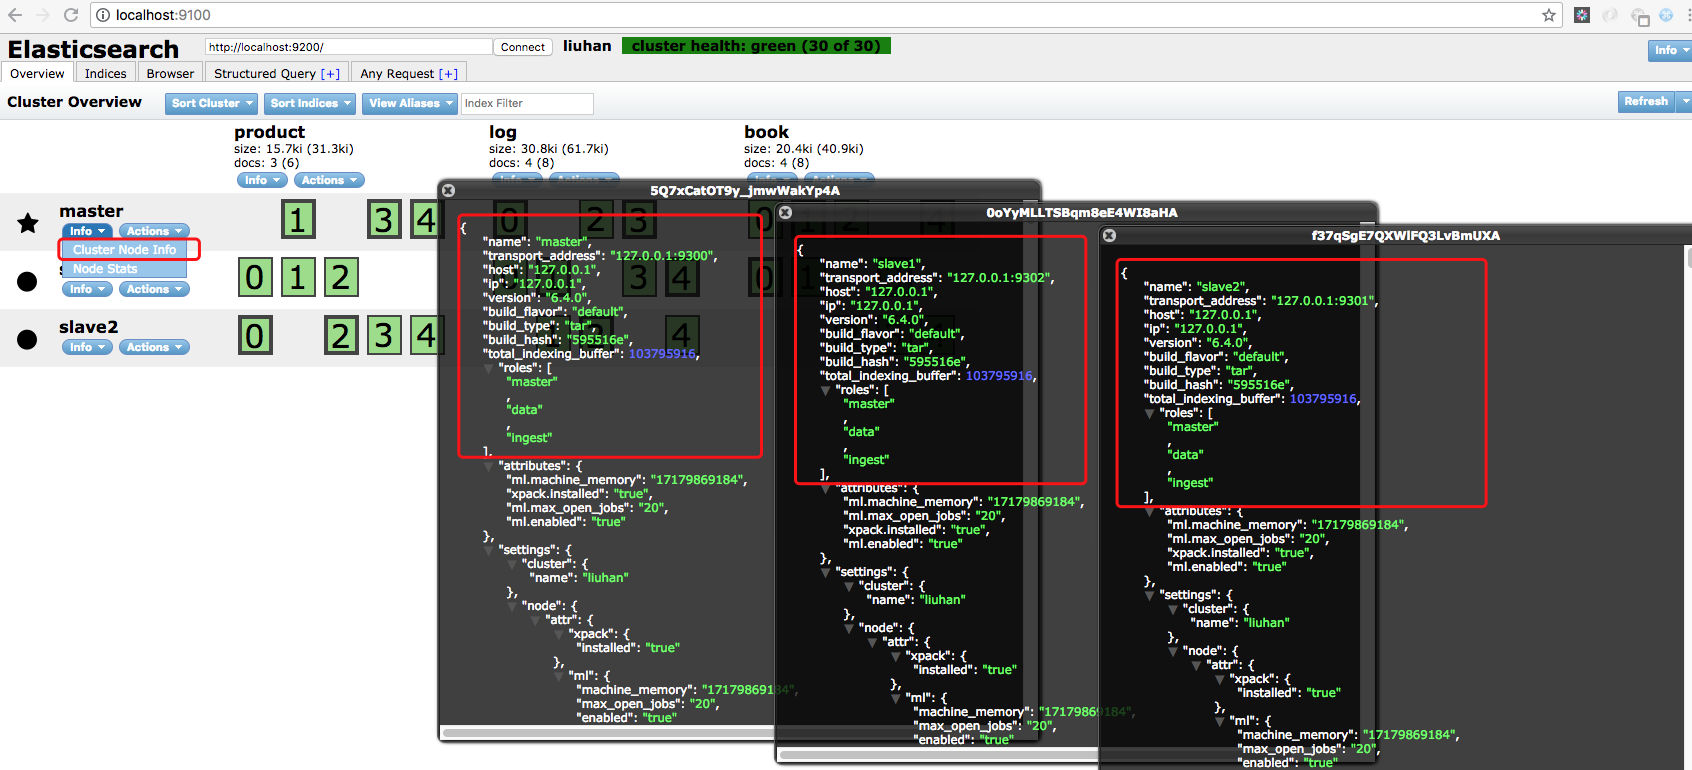 localhost:9100
Elasticsearch
http://localhost:9200/
Connect
liuhan
cluster health: green (30 of 30)
Info
Overview
Indices
Browser
Structured Query [+]
Any Request [+]
Cluster Overview
Sort Cluster
Sort Indices
View Aliases
Index Filter
Refresh
product
size: 15.7ki (31.3ki)
docs: 3 (6)
Info
Actions
log
size: 30.8ki (61.7ki)
docs: 4 (8)
Info
Actions
book
size: 20.4ki (40.9ki)
docs: 4 (8)
master
Info
Actions
Cluster Node Info
Node Stats
1 3 4
0 2 3
Info
Actions
0 1 2
3 4
slave2
Info
Actions
0 2 3 4
5Q7xCatOT9y_jmwWakYp4A
{
"name": "master",
"transport_address": "127.0.0.1:9300",
"host": "127.0.0.1",
"ip": "127.0.0.1",
"version": "6.4.0",
"build_flavor": "default",
"build_type": "tar",
"build_hash": "595516e",
"total_indexing_buffer": 103795916,
"roles": [
"master"
,
"data"
,
"ingest"
],
"attributes": {
"ml.machine_memory": "17179869184",
"xpack.installed": "true",
"ml.max_open_jobs": "20",
"ml.enabled": "true"
},
"settings": {
"cluster": {
"name": "liuhan"
},
"node": {
"attr": {
"xpack": {
"installed": "true"
},
"ml": {
"machine_memory": "17179869184",
"max_open_jobs": "20",
"enabled": "true"
0oYyMLLTSBqm8eE4WI8aHA
{
"name": "slave1",
"transport_address": "127.0.0.1:9302",
"host": "127.0.0.1",
"ip": "127.0.0.1",
"version": "6.4.0",
"build_flavor": "default",
"build_type": "tar",
"build_hash": "595516e",
"total_indexing_buffer": 103795916,
"roles": [
"master"
,
"data"
,
"ingest"
],
"attributes": {
"ml.machine_memory": "17179869184",
"ml.max_open_jobs": "20",
"xpack.installed": "true",
"ml.enabled": "true"
},
"settings": {
"cluster": {
"name": "liuhan"
},
"node": {
"attr": {
"xpack": {
"installed": "true"
},
"ml": {
"machine_memory": "17179869184",
"max_open_jobs": "20",
"enabled": "true"
f37qSgE7QXWlFQ3LvBmUXA
{
"name": "slave2",
"transport_address": "127.0.0.1:9301",
"host": "127.0.0.1",
"ip": "127.0.0.1",
"version": "6.4.0",
"build_flavor": "default",
"build_type": "tar",
"build_hash": "595516e",
"total_indexing_buffer": 103795916,
"roles": [
"master"
,
"data"
,
"ingest"
],
"attributes": {
"ml.machine_memory": "17179869184",
"ml.max_open_jobs": "20",
"xpack.installed": "true",
"ml.enabled": "true"
},
"settings": {
"cluster": {
"name": "liuhan"
},
"node": {
"attr": {
"xpack": {
"installed": "true"
},
"ml": {
"machine_memory": "17179869184",
"max_open_jobs": "20",
"enabled": "true"